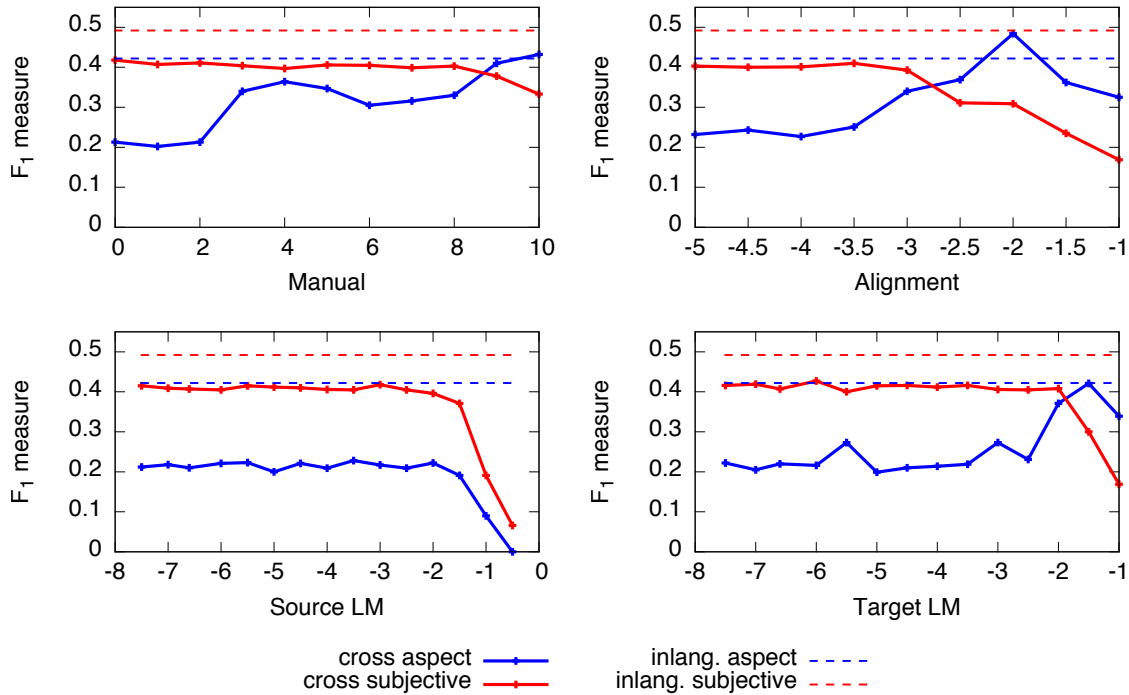 0.5
0.4
0.3
0.2
0.1
0
F1 measure
0 2 4 6 8 10
Manual
0.5
0.4
0.3
0.2
0.1
0
F1 measure
-5 -4.5 -4 -3.5 -3 -2.5 -2 -1.5 -1
Alignment
0.5
0.4
0.3
0.2
0.1
0
F1 measure
-8 -7 -6 -5 -4 -3 -2 -1 0
Source LM
0.5
0.4
0.3
0.2
0.1
0
F1 measure
-8 -7 -6 -5 -4 -3 -2 -1
Target LM
cross aspect
cross subjective
inlang. aspect
inlang. subjective